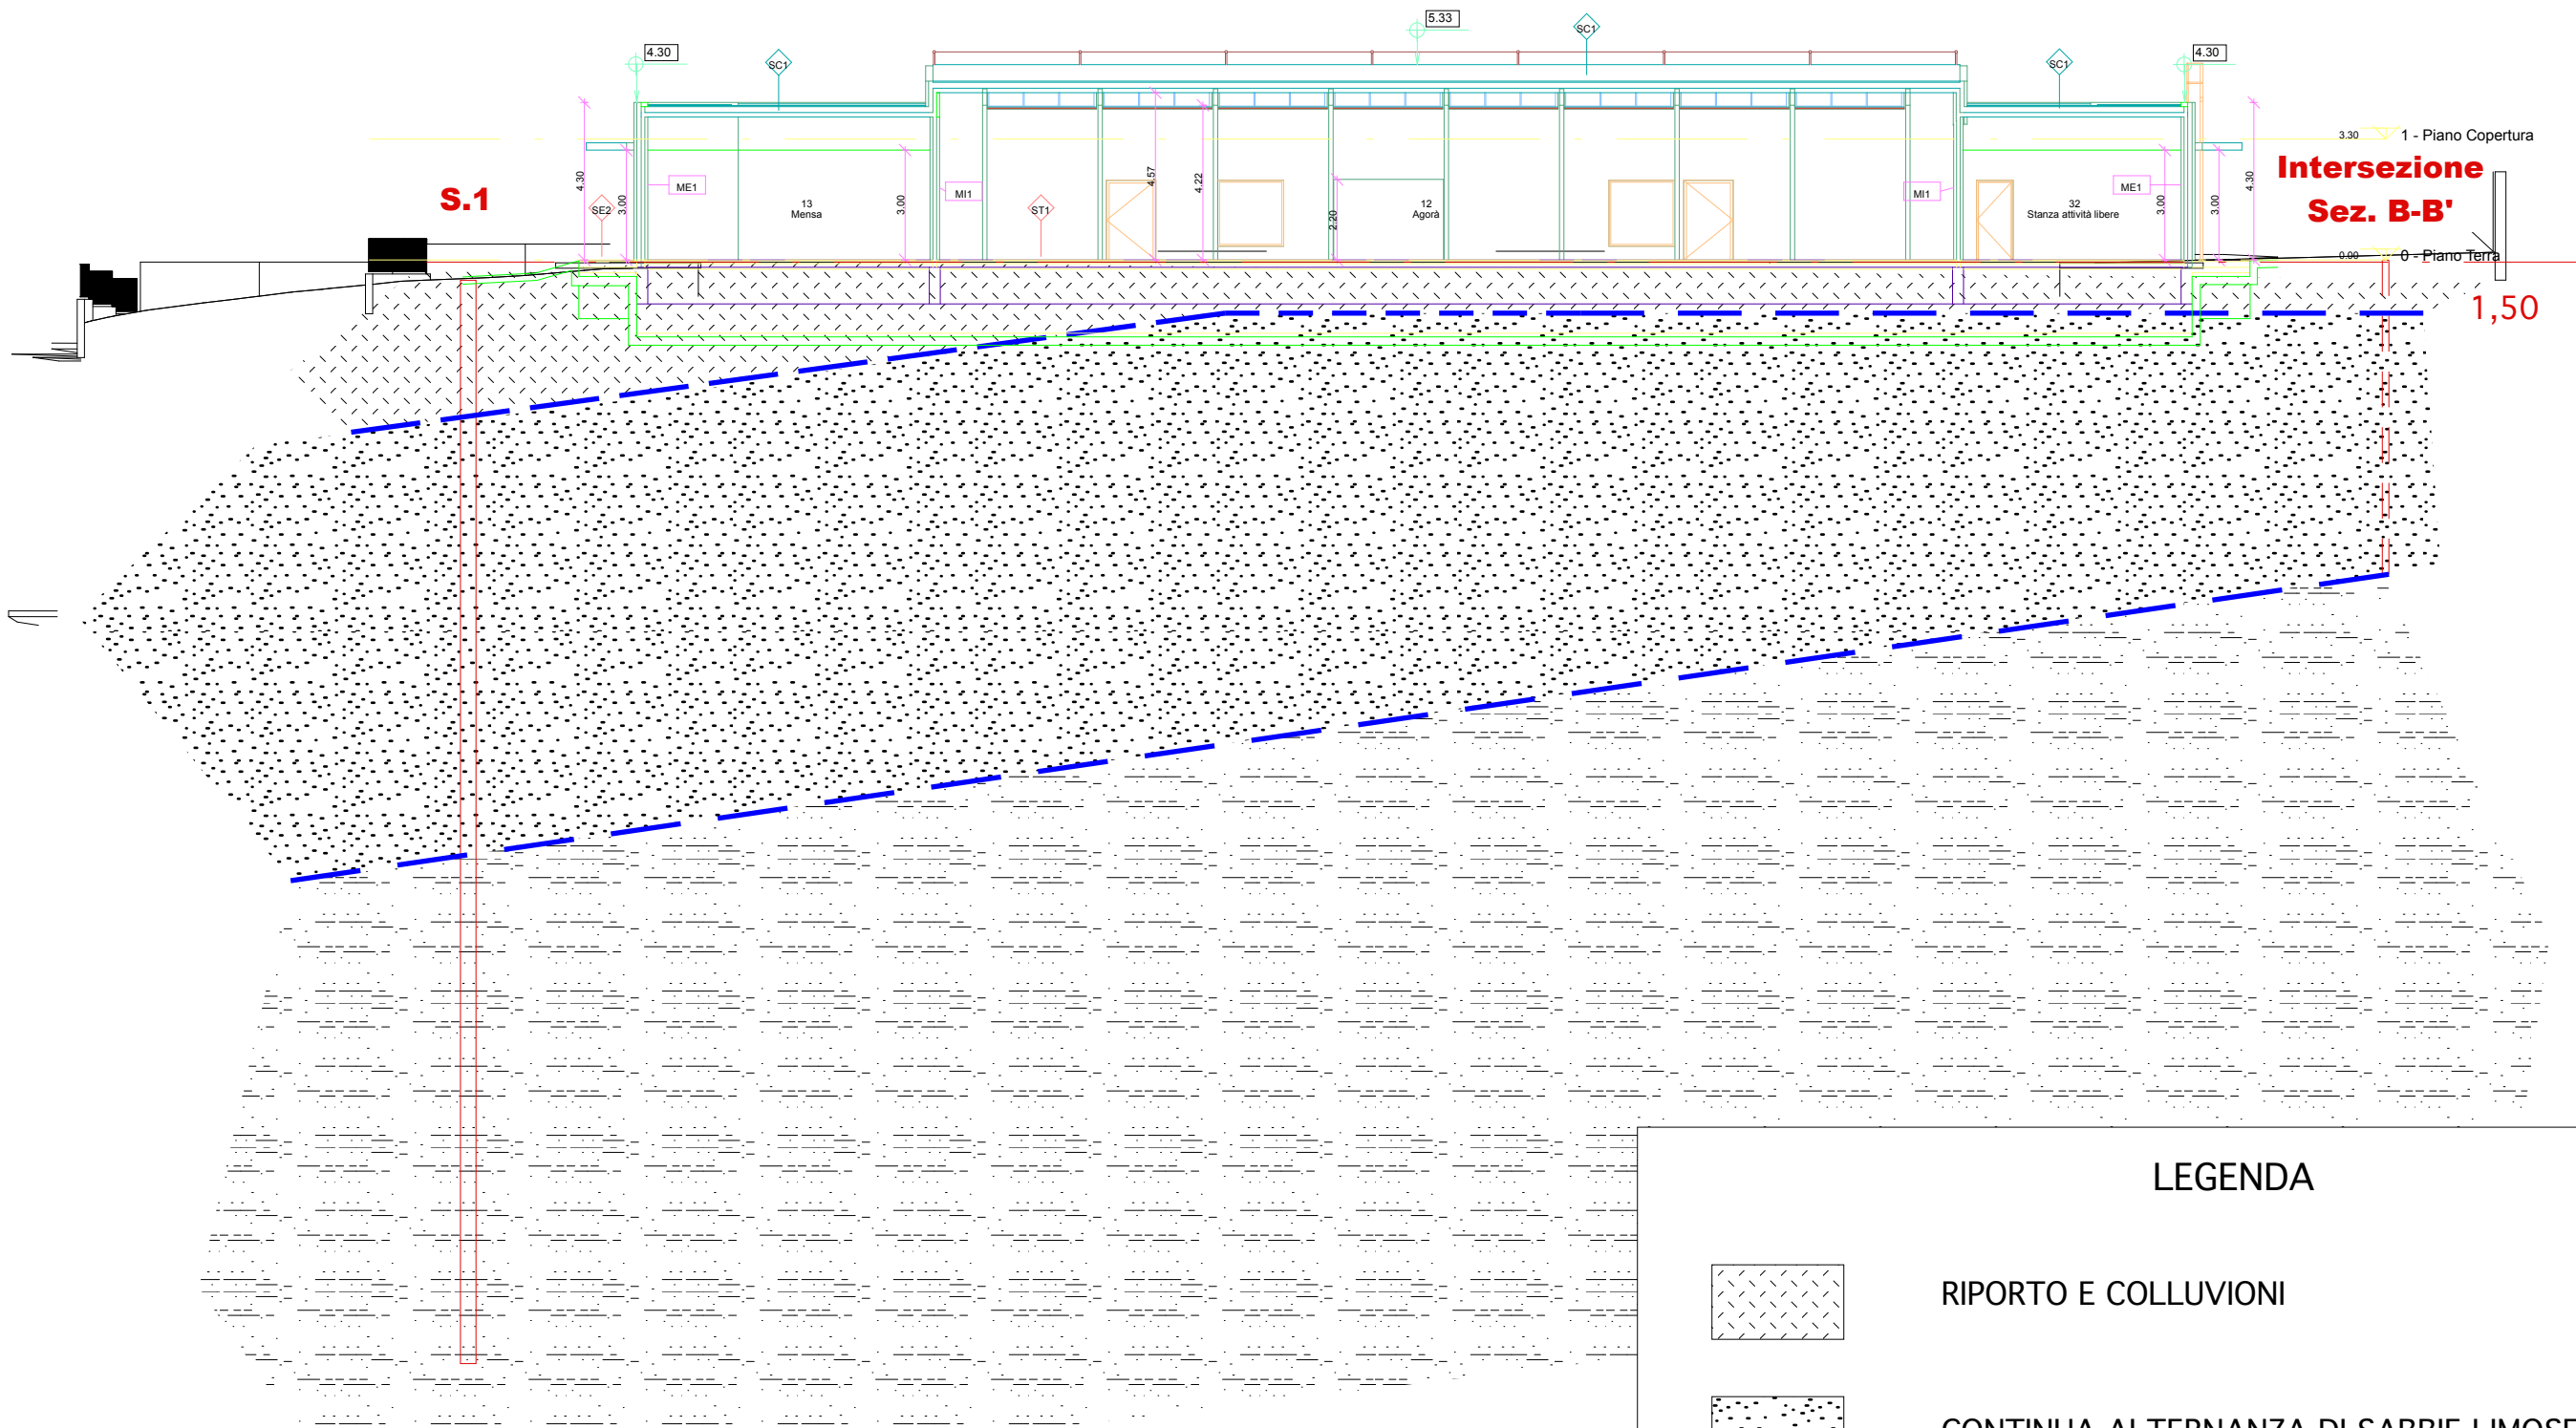 5.33
SC1
4.30
SC1
4.30
SC1
3.30
1 - Piano Copertura
Intersezione
Sez. B-B'
S.1
4.30
SE2
3.00
ME1
13
Mensa
3.00
MI1
ST1
4.57
4.22
2.20
12
Agorà
MI1
32
Stanza attività libere
ME1
3.00
3.00
4.30
0.00
0 - Piano Terra
1,50
LEGENDA
RIPORTO E COLLUVIONI